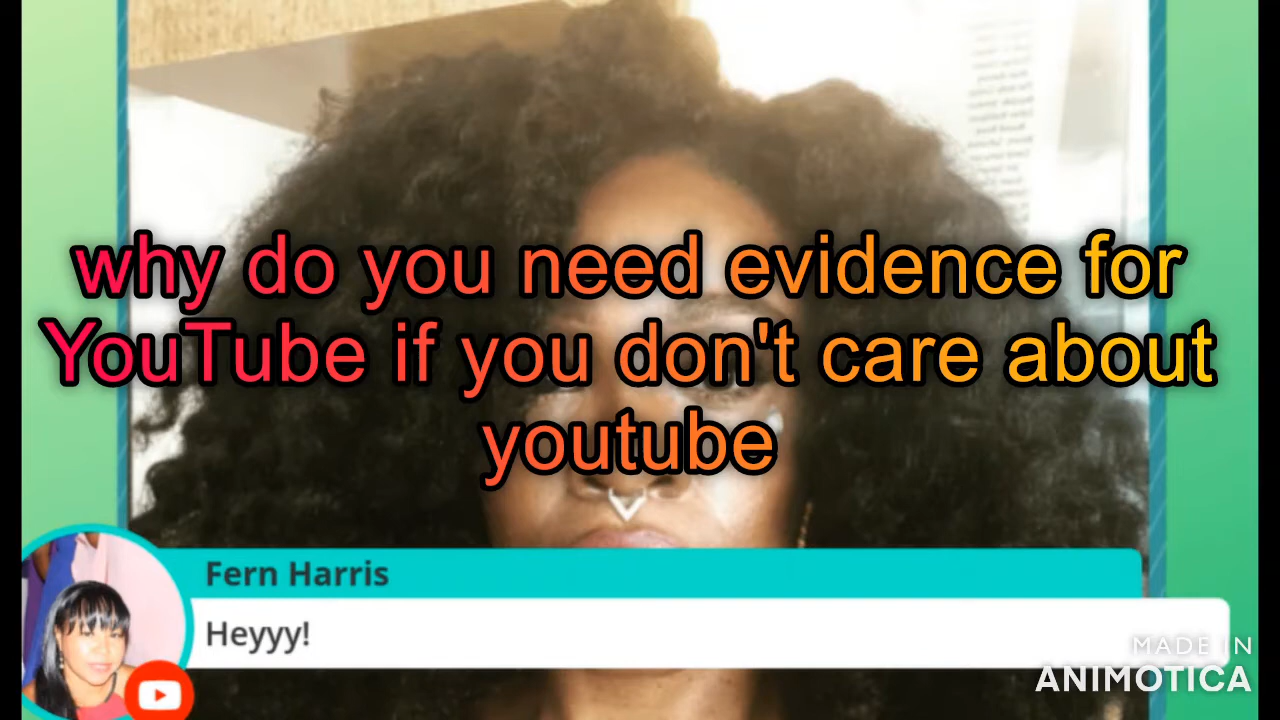 why do you need evidence for
YouTube if you don't care about
youtube
Fern Harris
Heyyy!
MADE IN
ANIMOTICA